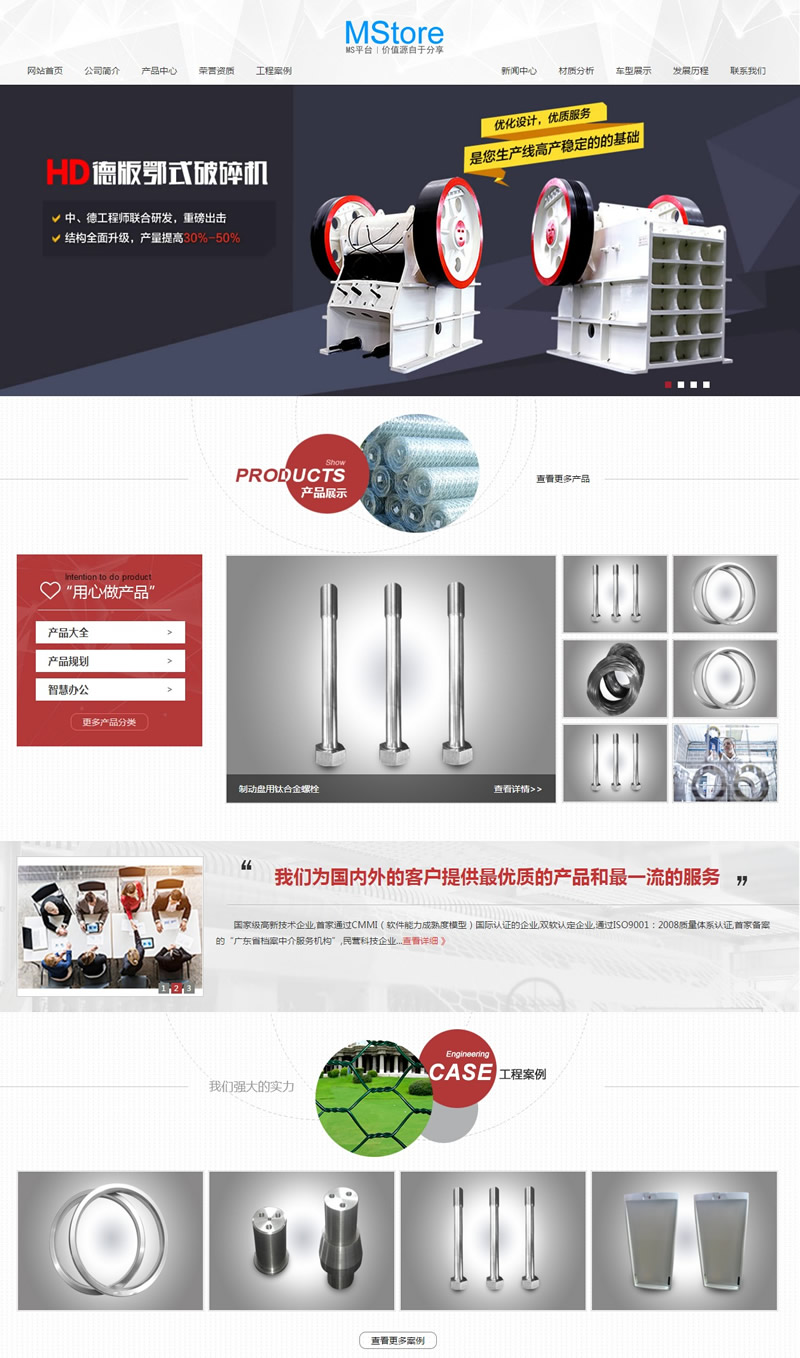 MStore
MS平台 | 价值源自于分享
网站首页 公司简介 产品中心 荣营资质 工程案例 新闻中心 材质分析 车型展示 发展历程 联系我们
优化设计，优质服务
是您生产线高产稳定的的基础
HD德版鄂式破碎机
中、德工程师联合研发，重磅出击
结构全面升级，产量提高30%-50%
Show
PRODUCTS
产品展示
查看更多产品
Intention to do product
“用心做产品”
产品大全 >
产品规划 >
智慧办公 >
更多产品分类
制动盘用钛合金螺栓 查看详情>>
❝ 我们为国内外的客户提供最优质的产品和最一流的服务 ❞
国家级高新技术企业,首家通过CMMI（软件能力成熟度模型）国际认证的企业,双软认定企业,通过ISO9001：2008质量体系认证,首家备案
的“广东省档案中介服务机构”,民营科技企业...查看详细 》
1 2 3
Engineering
CASE 工程案例
我们强大的实力
查看更多案例